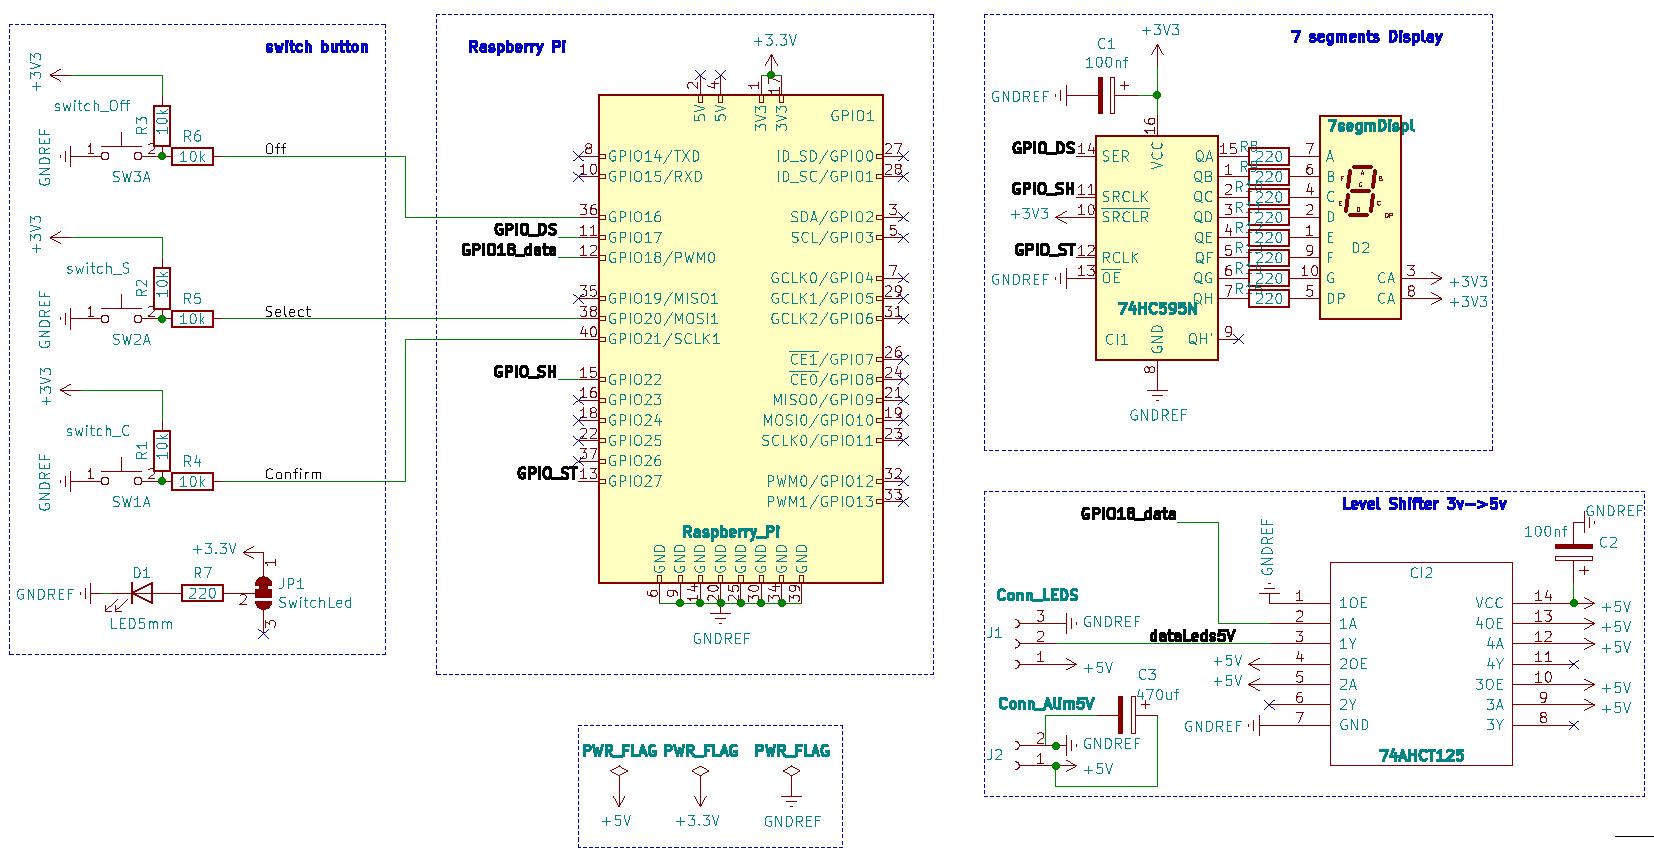 switch button
+3V3
switch_Off
R3
10k
GNDREF
1
2
SW3A
R6
10k
Off
+3V3
switch_S
R2
10k
GNDREF
1
2
SW2A
R5
10k
Select
+3V3
switch_C
R1
10k
GNDREF
1
2
SW1A
R4
10k
Confirm
+3.3V
GNDREF
D1
LED5mm
R7
220
1
2
3
JP1
SwitchLed
Raspberry Pi
+3.3V
2
4
1
17
5V
5V
3V3
3V3
GPIO1
8 GPIO14/TXD
10 GPIO15/RXD
36 GPIO16
GPIO_DS 11 GPIO17
GPIO18_data 12 GPIO18/PWM0
35 GPIO19/MISO1
38 GPIO20/MOSI1
40 GPIO21/SCLK1
GPIO_SH 15 GPIO22
16 GPIO23
18 GPIO24
22 GPIO25
37 GPIO26
GPIO_ST 13 GPIO27
ID_SD/GPIO0 27
ID_SC/GPIO1 28
SDA/GPIO2 3
SCL/GPIO3 5
GCLK0/GPIO4 7
GCLK1/GPIO5 29
GCLK2/GPIO6 31
CE1/GPIO7 26
CE0/GPIO8 24
MISO0/GPIO9 21
MOSI0/GPIO10 19
SCLK0/GPIO11 23
PWM0/GPIO12 32
PWM1/GPIO13 33
Raspberry_Pi
GND GND GND GND GND GND GND GND
6 9 14 20 25 30 34 39
GNDREF
PWR_FLAG PWR_FLAG PWR_FLAG
+5V +3.3V GNDREF
7 segments Display
+3V3
C1
100nf
GNDREF
+
16
VCC
GPIO_DS 14 SER
GPIO_SH 11 SRCLK
+3V3 10 SRCLR
GPIO_ST 12 RCLK
GNDREF 13 OE
QA 15 R8 220 7 A
QB 1 220 6 B
QC 2 220 4 C
QD 3 220 2 D
QE 4 220 1 E
QF 5 220 9 F
QG 6 220 10 G
QH 7 220 5 DP
QH' 9
74HC595N
CI1
GND
8
GNDREF
7segmDispl
A
F B
G
E C
D
DP
D2
CA 3 +3V3
CA 8 +3V3
Level Shifter 3v-->5v
GPIO18_data
GNDREF
GNDREF
100nf
C2
+
CI2
1 1OE
2 1A
3 1Y
4 2OE
5 2A
6 2Y
7 GND
VCC 14 +5V
4OE 13 +5V
4A 12 +5V
4Y 11
3OE 10 +5V
3A 9 +5V
3Y 8
+5V
+5V
GNDREF
74AHCT125
Conn_LEDS
J1
3 GNDREF
2 dataLeds5V
1 +5V
C3
470uf
+
Conn_Alim5V
J2
2 GNDREF
1 +5V